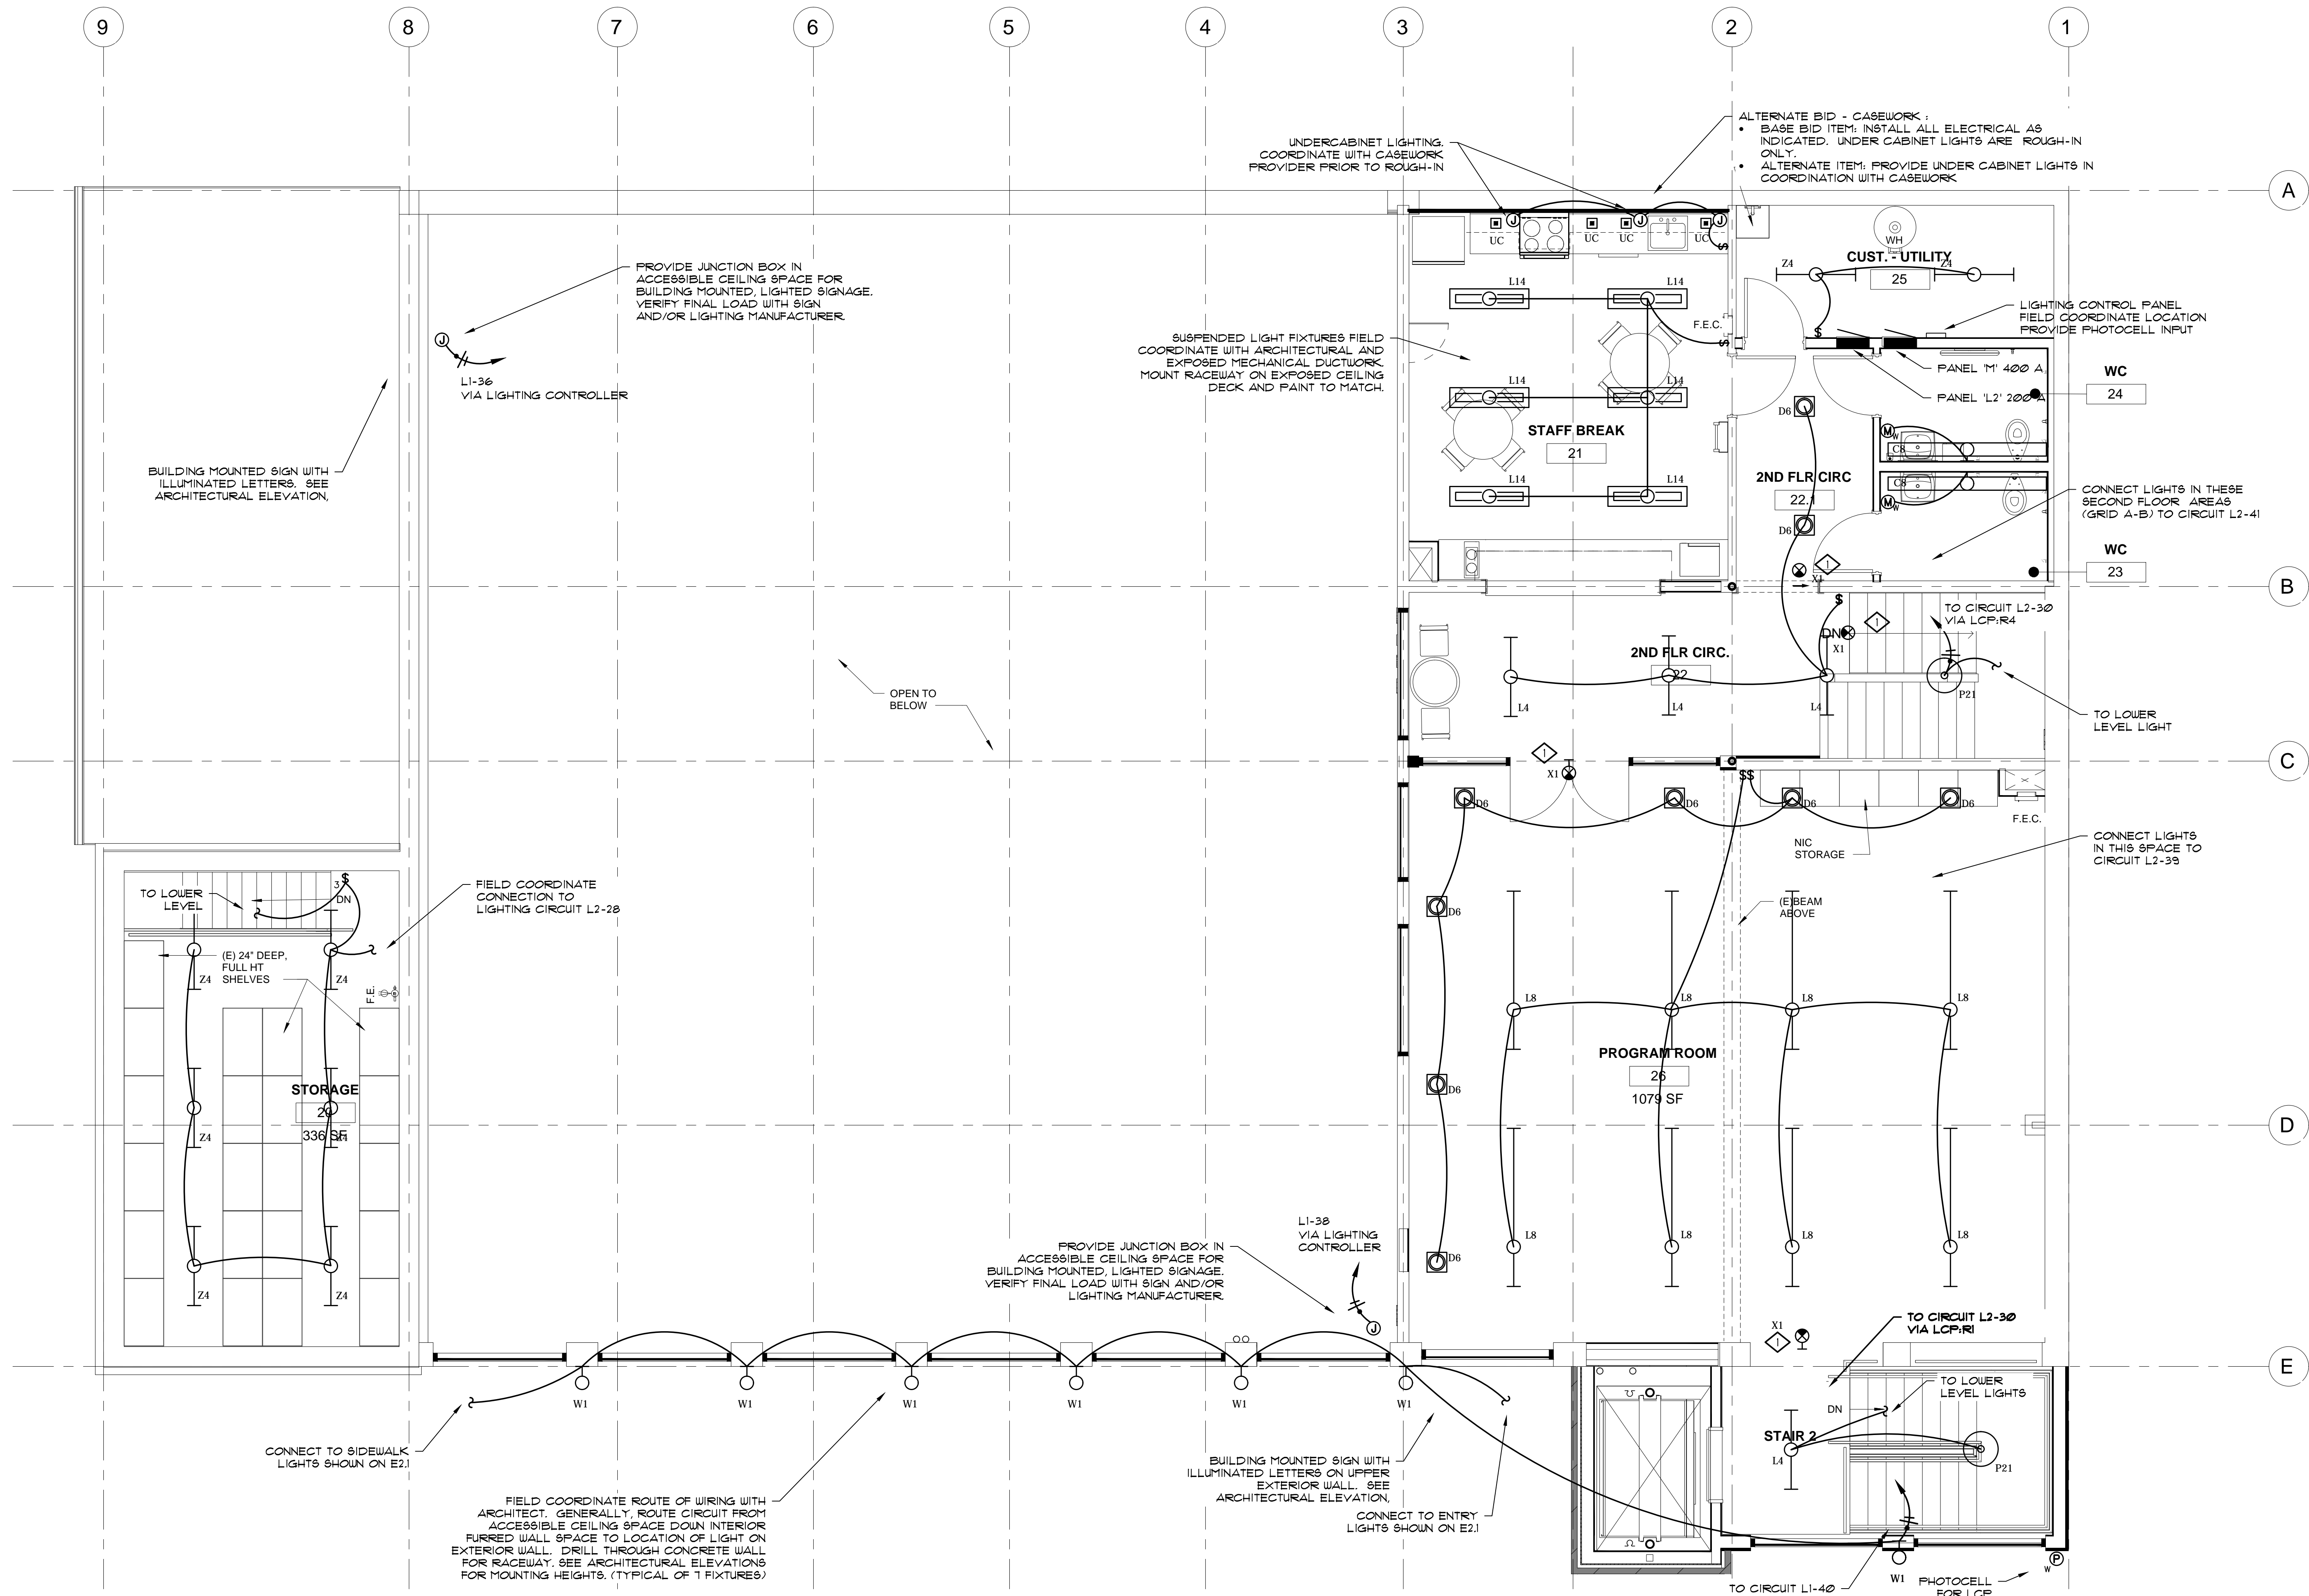 9
8
7
6
5
4
3
2
1
A
B
C
D
E
UNDERCABINET LIGHTING.
COORDINATE WITH CASEWORK
PROVIDER PRIOR TO ROUGH-IN
ALTERNATE BID - CASEWORK :
• BASE BID ITEM: INSTALL ALL ELECTRICAL AS
INDICATED. UNDER CABINET LIGHTS ARE ROUGH-IN
ONLY.
• ALTERNATE ITEM: PROVIDE UNDER CABINET LIGHTS IN
COORDINATION WITH CASEWORK
J
J
J
UC
UC
UC
UC
$
WH
CUST. - UTILITY
25
Z4
Z4
$
PROVIDE JUNCTION BOX IN
ACCESSIBLE CEILING SPACE FOR
BUILDING MOUNTED, LIGHTED SIGNAGE.
VERIFY FINAL LOAD WITH SIGN
AND/OR LIGHTING MANUFACTURER.
J
L1-36
VIA LIGHTING CONTROLLER
SUSPENDED LIGHT FIXTURES FIELD
COORDINATE WITH ARCHITECTURAL AND
EXPOSED MECHANICAL DUCTWORK.
MOUNT RACEWAY ON EXPOSED CEILING
DECK AND PAINT TO MATCH.
L14
L14
L14
L14
L14
L14
F.E.C.
$
STAFF BREAK
21
LIGHTING CONTROL PANEL
FIELD COORDINATE LOCATION
PROVIDE PHOTOCELL INPUT
PANEL 'M' 400 A.
PANEL 'L2' 200 A
WC
24
M
W
C8
C8
M
W
D6
D6
2ND FLR CIRC
22.1
CONNECT LIGHTS IN THESE
SECOND FLOOR AREAS
(GRID A-B) TO CIRCUIT L2-41
WC
23
X1
1
BUILDING MOUNTED SIGN WITH
ILLUMINATED LETTERS. SEE
ARCHITECTURAL ELEVATION,
OPEN TO
BELOW
2ND FLR CIRC.
22
L4
L4
L4
$
DN
X1
1
TO CIRCUIT L2-30
VIA LCP:R4
P21
TO LOWER
LEVEL LIGHT
1
X1
$$
D6
D6
D6
D6
F.E.C.
NIC
STORAGE
CONNECT LIGHTS
IN THIS SPACE TO
CIRCUIT L2-39
D6
D6
D6
(E)BEAM
ABOVE
L8
L8
L8
L8
PROGRAM ROOM
26
1079 SF
L8
L8
L8
L8
TO LOWER
LEVEL
3
$
DN
FIELD COORDINATE
CONNECTION TO
LIGHTING CIRCUIT L2-28
(E) 24" DEEP,
FULL HT
SHELVES
Z4
Z4
F.E.
STORAGE
20
336 SF
Z4
Z4
Z4
Z4
L1-38
VIA LIGHTING
CONTROLLER
PROVIDE JUNCTION BOX IN
ACCESSIBLE CEILING SPACE FOR
BUILDING MOUNTED, LIGHTED SIGNAGE.
VERIFY FINAL LOAD WITH SIGN AND/OR
LIGHTING MANUFACTURER.
J
X1
1
TO CIRCUIT L2-30
VIA LCP:R1
W1
W1
W1
W1
W1
W1
CONNECT TO SIDEWALK
LIGHTS SHOWN ON E2.1
FIELD COORDINATE ROUTE OF WIRING WITH
ARCHITECT. GENERALLY, ROUTE CIRCUIT FROM
ACCESSIBLE CEILING SPACE DOWN INTERIOR
FURRED WALL SPACE TO LOCATION OF LIGHT ON
EXTERIOR WALL. DRILL THROUGH CONCRETE WALL
FOR RACEWAY. SEE ARCHITECTURAL ELEVATIONS
FOR MOUNTING HEIGHTS. (TYPICAL OF 7 FIXTURES)
BUILDING MOUNTED SIGN WITH
ILLUMINATED LETTERS ON UPPER
EXTERIOR WALL. SEE
ARCHITECTURAL ELEVATION,
CONNECT TO ENTRY
LIGHTS SHOWN ON E2.1
TO LOWER
LEVEL LIGHTS
DN
STAIR 2
L4
P21
TO CIRCUIT L1-40
W1
P
W
PHOTOCELL
FOR LCP